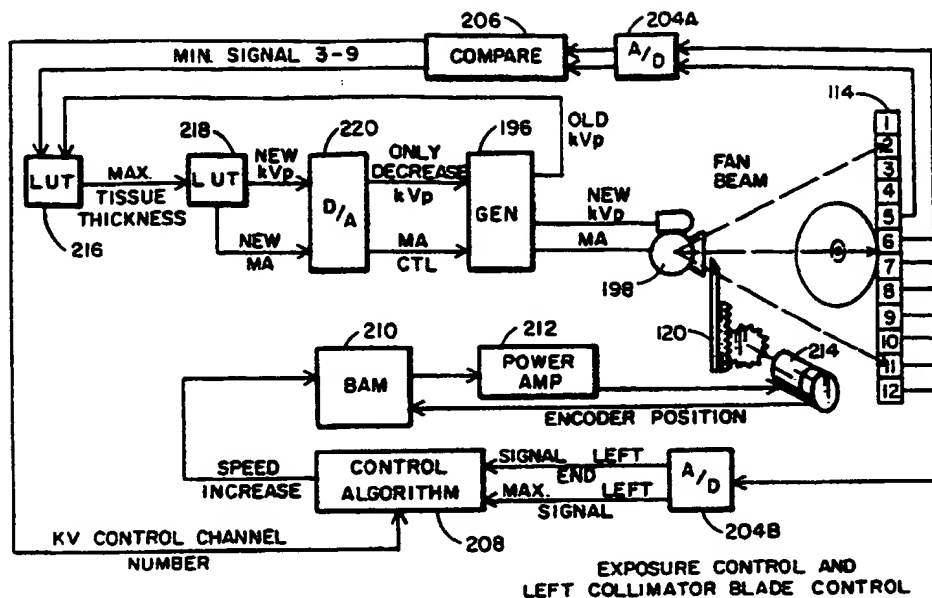 206
204A
COMPARE
A/D
MIN. SIGNAL 3-9
114
1
2
3
4
5
6
7
8
9
10
11
12
OLD
kVp
218
220
196
LUT
MAX.
TISSUE
THICKNESS
LUT
NEW
kVp
NEW
MA
D/A
ONLY
DECREASE
kVp
MA
CTL
GEN
NEW
kVp
MA
FAN
BEAM
216
198
120
214
210
212
BAM
POWER
AMP
ENCODER POSITION
SPEED
INCREASE
CONTROL
ALGORITHM
SIGNAL LEFT
END
MAX. LEFT
SIGNAL
A/D
208
204B
KV CONTROL CHANNEL
NUMBER
EXPOSURE CONTROL AND
LEFT COLLIMATOR BLADE CONTROL